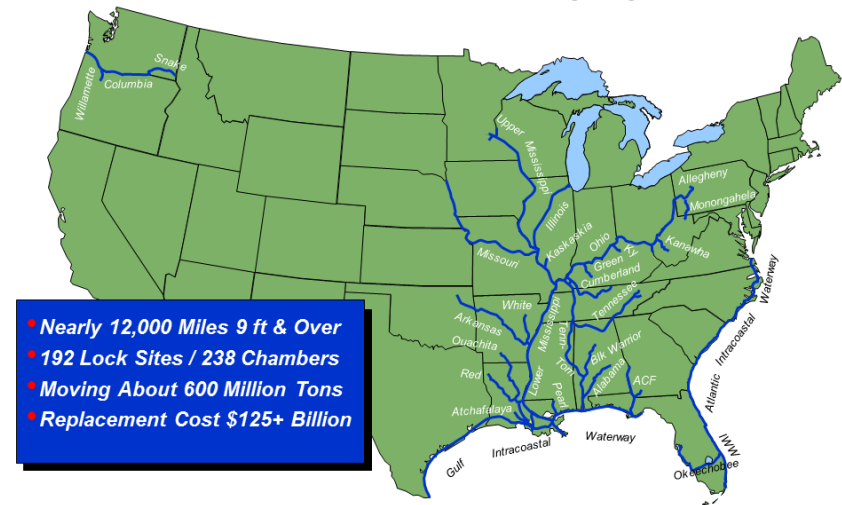 Snake
Willamette
Columbia
Upper
Mississippi
Illinois
Allegheny
Monongahela
Missouri
Kaskaskia
Ohio
Green
Kanawha
Cumberland
Tennessee
White
Arkansas
Ouachita
Mississippi
Lower
Tenn-
Tom
Blk Warrior
Alabama
ACF
Red
Pearl
Atchafalaya
Gulf
Intracoastal
Waterway
Atlantic
Intracoastal
Waterway
IWW
Okeechobee
• Nearly 12,000 Miles 9 ft & Over
• 192 Lock Sites / 238 Chambers
• Moving About 600 Million Tons
• Replacement Cost $125+ Billion